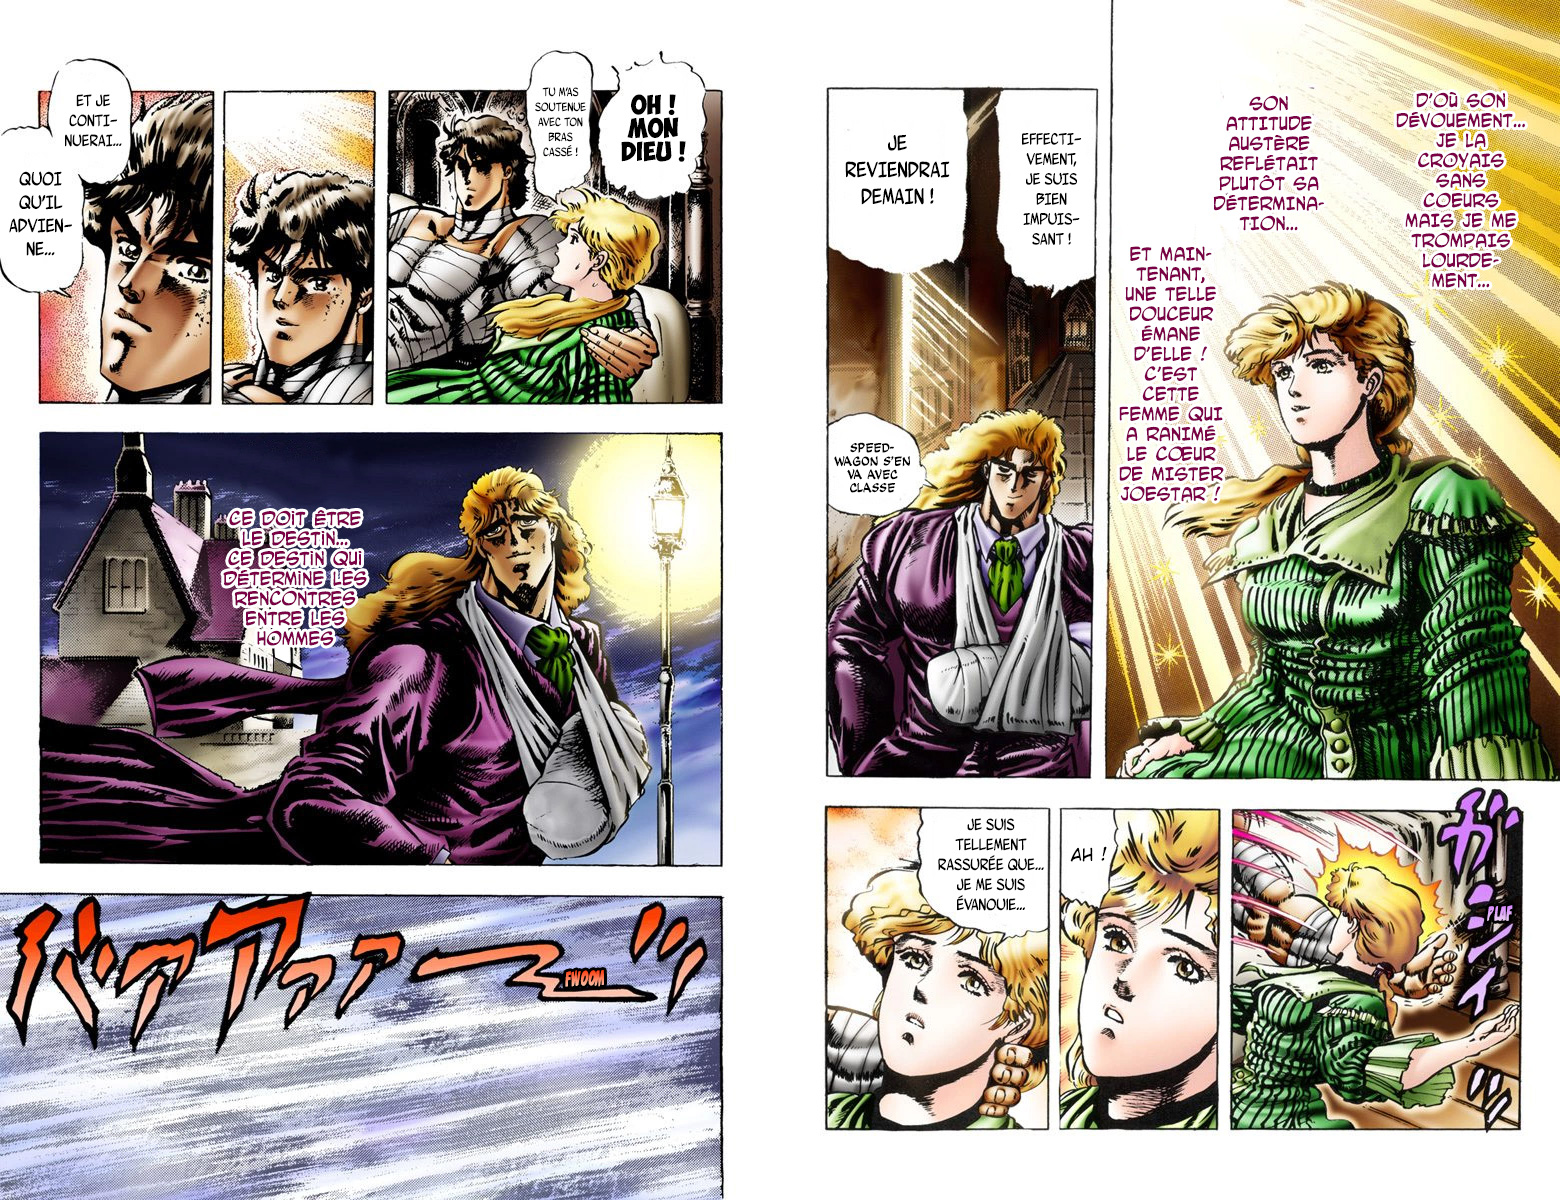 D'OÙ SON
DÉVOUEMENT...
JE LA
CROYAIS
SANS
COEURS
MAIS JE ME
TROMPAIS
LOURDE-
MENT...
SON
ATTITUDE
AUSTÈRE
REFLÉTAIT
PLUTÔT SA
DÉTERMINA-
TION...
ET MAIN-
TENANT,
UNE TELLE
DOUCEUR
ÉMANE
D'ELLE !
C'EST
CETTE
FEMME QUI
A RANIMÉ
LE CŒUR
DE MISTER
JOESTAR !
EFFECTI-
VEMENT,
JE SUIS
BIEN
IMPUIS-
SANT !
JE
REVIENDRAI
DEMAIN !
SPEED-
WAGON S'EN
VA AVEC
CLASSE
ガシィッ
PLAF
AH !
JE SUIS
TELLEMENT
RASSURÉE QUE...
JE ME SUIS
ÉVANOUIE...
OH !
MON
DIEU !
TU M'AS
SOUTENUE
AVEC TON
PRAS
CASSÉ !
ET JE
CONTI-
NUERAI...
QUOI
QU'IL
ADVIEN-
NE...
CE DOIT ÊTRE
LE DESTIN...
CE DESTIN QUI
DÉTERMINE LES
RENCONTRES
ENTRE LES
HOMMES
バァアァァーッ
FWOOM